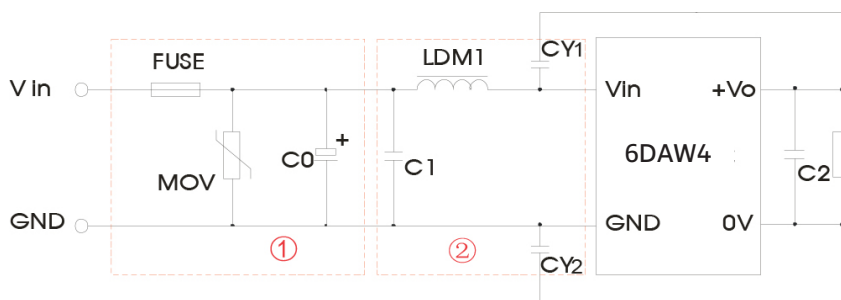 FUSE
LDM1
CY1
V in
Vin
+Vo
6DAW4
MOV
C0
+
C1
C2
GND
GND
0V
①
②
CY2